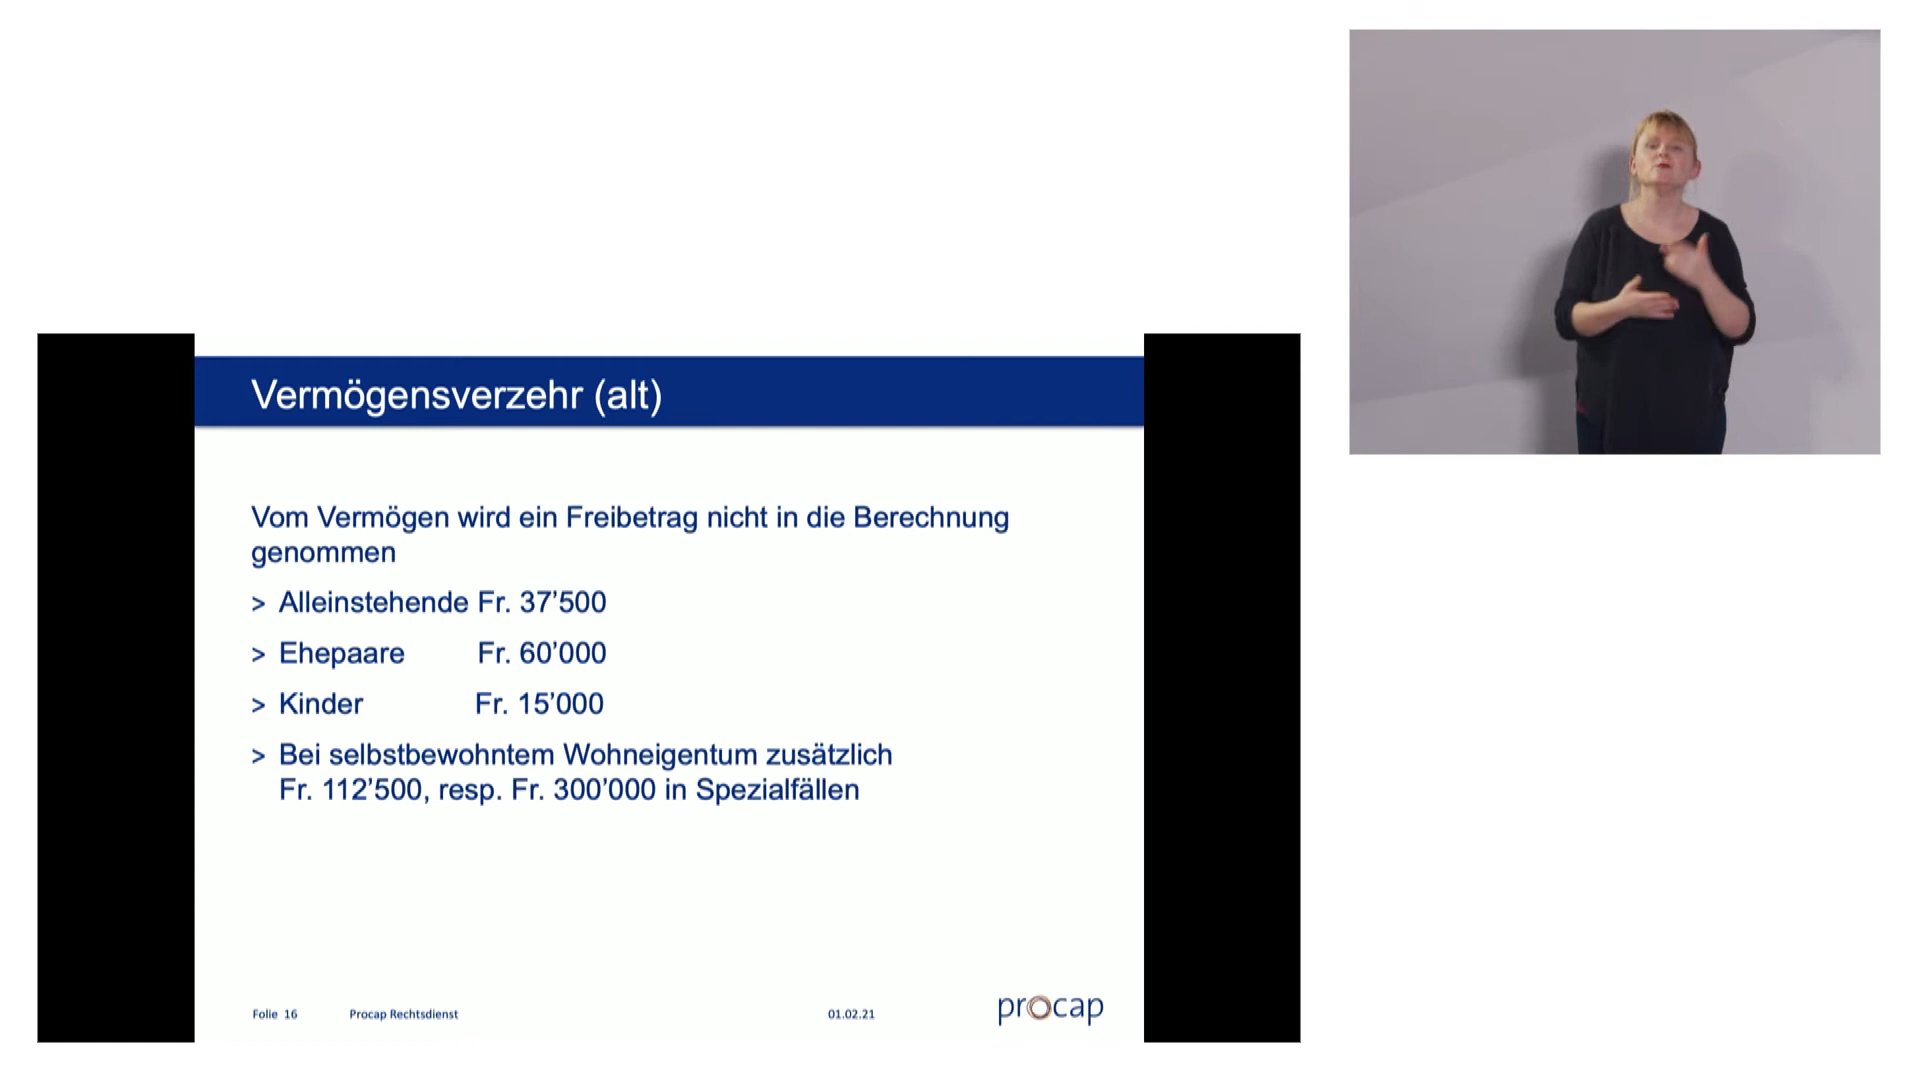 Vermögensverzehr (alt)
Vom Vermögen wird ein Freibetrag nicht in die Berechnung
genommen
> Alleinstehende Fr. 37’500
> Ehepaare Fr. 60’000
> Kinder Fr. 15’000
> Bei selbstbewohntem Wohneigentum zusätzlich
Fr. 112’500, resp. Fr. 300’000 in Spezialfällen
Folie 16 Procap Rechtsdienst 01.02.21 procap